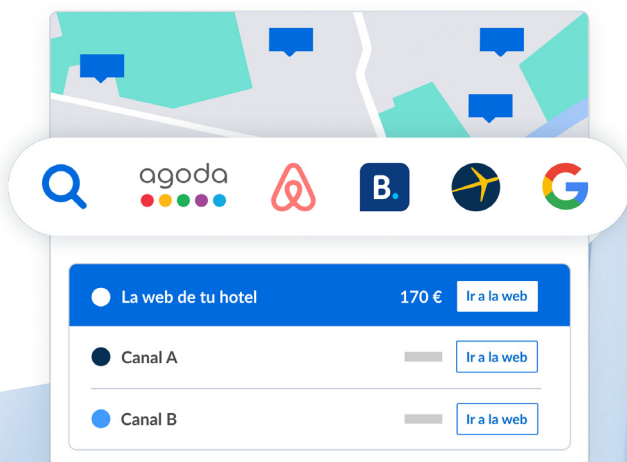 agoda
B.
G
La web de tu hotel 170 € Ir a la web
Canal A Ir a la web
Canal B Ir a la web